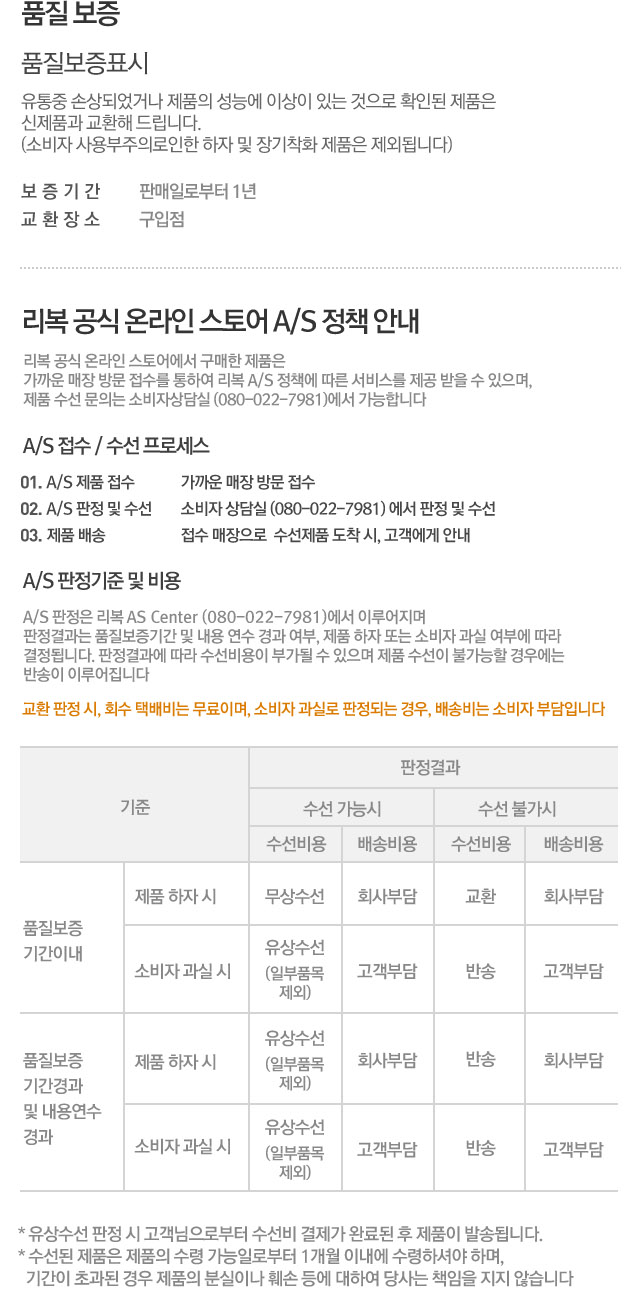 품질 보증
품질보증표시
유통중 손상되었거나 제품의 성능에 이상이 있는 것으로 확인된 제품은
신제품과 교환해 드립니다.
(소비자 사용부주의로인한 하자 및 장기착화 제품은 제외됩니다)
보 증 기 간 판매일로부터 1년
교 환 장 소 구입점
리복 공식 온라인 스토어 A/S 정책 안내
리복 공식 온라인 스토어에서 구매한 제품은
가까운 매장 방문 접수를 통하여 리복 A/S 정책에 따른 서비스를 제공 받을 수 있으며,
제품 수선 문의는 소비자상담실 (080-022-7981)에서 가능합니다
A/S 접수 / 수선 프로세스
01. A/S 제품 접수 가까운 매장 방문 접수
02. A/S 판정 및 수선 소비자 상담실 (080-022-7981) 에서 판정 및 수선
03. 제품 배송 접수 매장으로 수선제품 도착 시, 고객에게 안내
A/S 판정기준 및 비용
A/S 판정은 리복 AS Center (080-022-7981)에서 이루어지며
판정결과는 품질보증기간 및 내용 연수 경과 여부, 제품 하자 또는 소비자 과실 여부에 따라
결정됩니다. 판정결과에 따라 수선비용이 부가될 수 있으며 제품 수선이 불가능할 경우에는
반송이 이루어집니다
교환 판정 시, 회수 택배비는 무료이며, 소비자 과실로 판정되는 경우, 배송비는 소비자 부담입니다
기준 판정결과
수선 가능시 수선 불가시
수선비용 배송비용 수선비용 배송비용
품질보증
기간이내
제품 하자 시 무상수선 회사부담 교환 회사부담
소비자 과실 시 유상수선
(일부품목
제외)
고객부담 반송 고객부담
품질보증
기간경과
및 내용연수
경과
제품 하자 시 유상수선
(일부품목
제외)
회사부담 반송 회사부담
소비자 과실 시 유상수선
(일부품목
제외)
고객부담 반송 고객부담
* 유상수선 판정 시 고객님으로부터 수선비 결제가 완료된 후 제품이 발송됩니다.
* 수선된 제품은 제품의 수령 가능일로부터 1개월 이내에 수령하셔야 하며,
기간이 초과된 경우 제품의 분실이나 훼손 등에 대하여 당사는 책임을 지지 않습니다